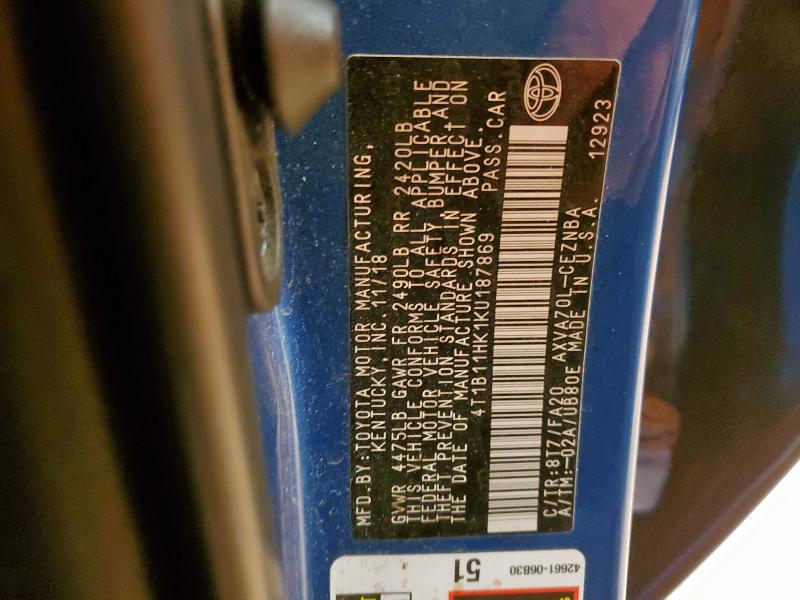 MFD.BY:TOYOTA MOTOR MANUFACTURING,
KENTUCKY, INC. 11/18
GVWR 4475LB GAWR FR 2490LB RR 2420LB
THIS VEHICLE CONFORMS TO ALL APPLICABLE
FEDERAL MOTOR VEHICLE SAFETY, BUMPER, AND
THEFT PREVENTION STANDARDS IN EFFECT ON
THE DATE OF MANUFACTURE SHOWN ABOVE.
4T1B11HK1KU187869 PASS. CAR
C/TR:8T7/FA20 AXVA70L-CEZNBA
A/TM:-02A/UB80E MADE IN U.S.A. 12923
42661-06B30
51